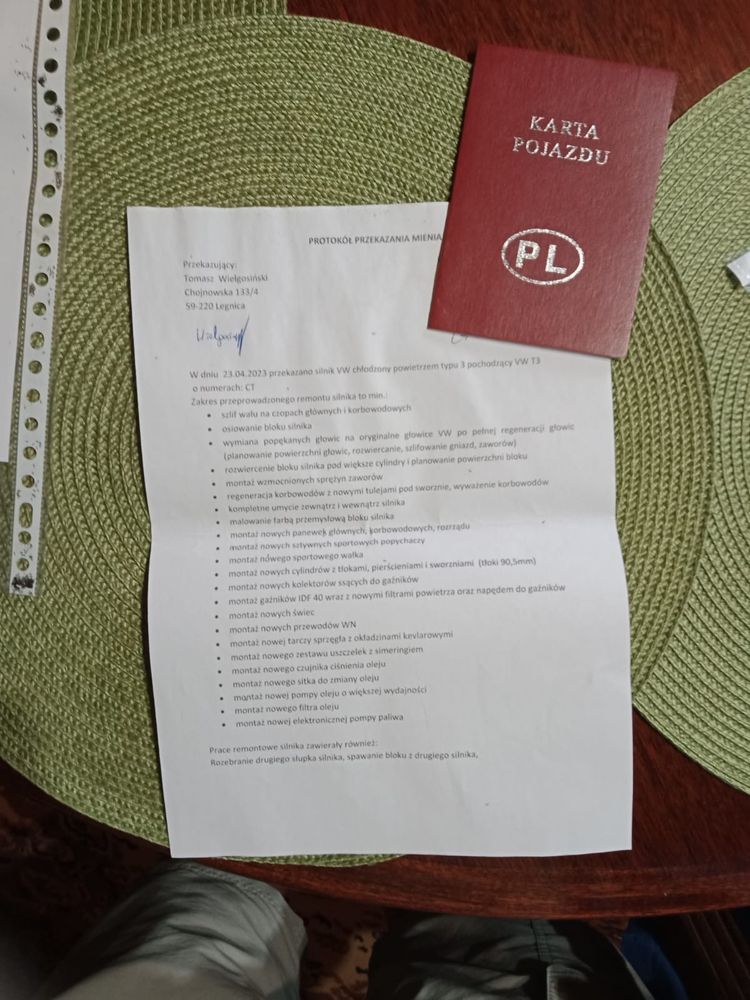 KARTA
POJAZDU
PL
PROTOKÓŁ PRZEKAZANIA MIENIA
Przekazujący:
Tomasz Wielgosiński
Chojnowska 133/4
59-220 Legnica
W dniu 23.04.2023 przekazano silnik VW chłodzony powietrzem typu 3 pochodzący VW T3
o numerach: CT
Zakres przeprowadzonego remontu silnika to min.:
• szlif wału na czopach głównych i korbowodowych
• osiowanie bloku silnika
• wymiana popękanych głowic na oryginalne głowice VW po pełnej regeneracji głowic
(planowanie powierzchni głowic, rozwiercanie, szlifowanie gniazd, zaworów)
• rozwiercenie bloku silnika pod większe cylindry i planowanie powierzchni bloku
• montaż wzmocnionych sprężyn zaworów
• regeneracja korbowodów z nowymi tulejami pod sworznie, wyważenie korbowodów
• kompletne umycie zewnątrz i wewnątrz silnika
• malowanie farbą przemysłową bloku silnika
• montaż nowych panewek głównych, korbowodowych, rozrządu
• montaż nowych sztywnych sportowych popychaczy
• montaż nowego sportowego wałka
• montaż nowych cylindrów z tłokami, pierścieniami i sworzniami (tłoki 90,5mm)
• montaż nowych kolektorów ssących do gaźników
• montaż gaźników IDF 40 wraz z nowymi filtrami powietrza oraz napędem do gaźników
• montaż nowych świec
• montaż nowych przewodów WN
• montaż nowej tarczy sprzęgła z okładzinami kevlarowymi
• montaż nowego zestawu uszczelek z simeringiem
• montaż nowego czujnika ciśnienia oleju
• montaż nowego sitka do zmiany oleju
• montaż nowej pompy oleju o większej wydajności
• montaż nowego filtra oleju
• montaż nowej elektronicznej pompy paliwa
Prace remontowe silnika zawierały również:
Rozebranie drugiego słupka silnika, spawanie bloku z drugiego silnika,